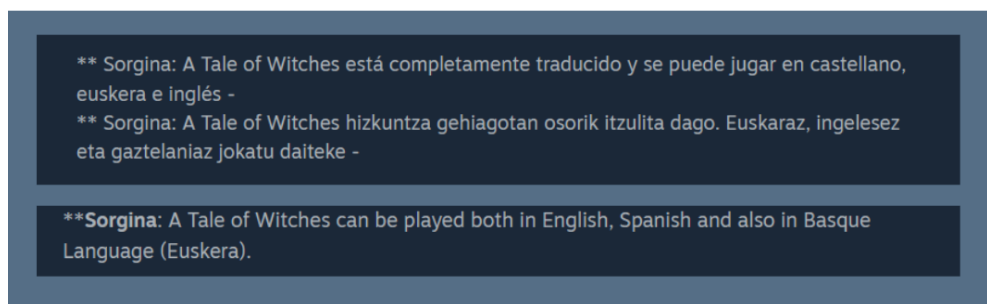 ** Sorgina: A Tale of Witches está completamente traducido y se puede jugar en castellano,
euskera e inglés -
** Sorgina: A Tale of Witches hizkuntza gehiagotan osorik itzulita dago. Euskaraz, ingelesez
eta gaztelaniaz jokatu daiteke -
**Sorgina: A Tale of Witches can be played both in English, Spanish and also in Basque
Language (Euskera).